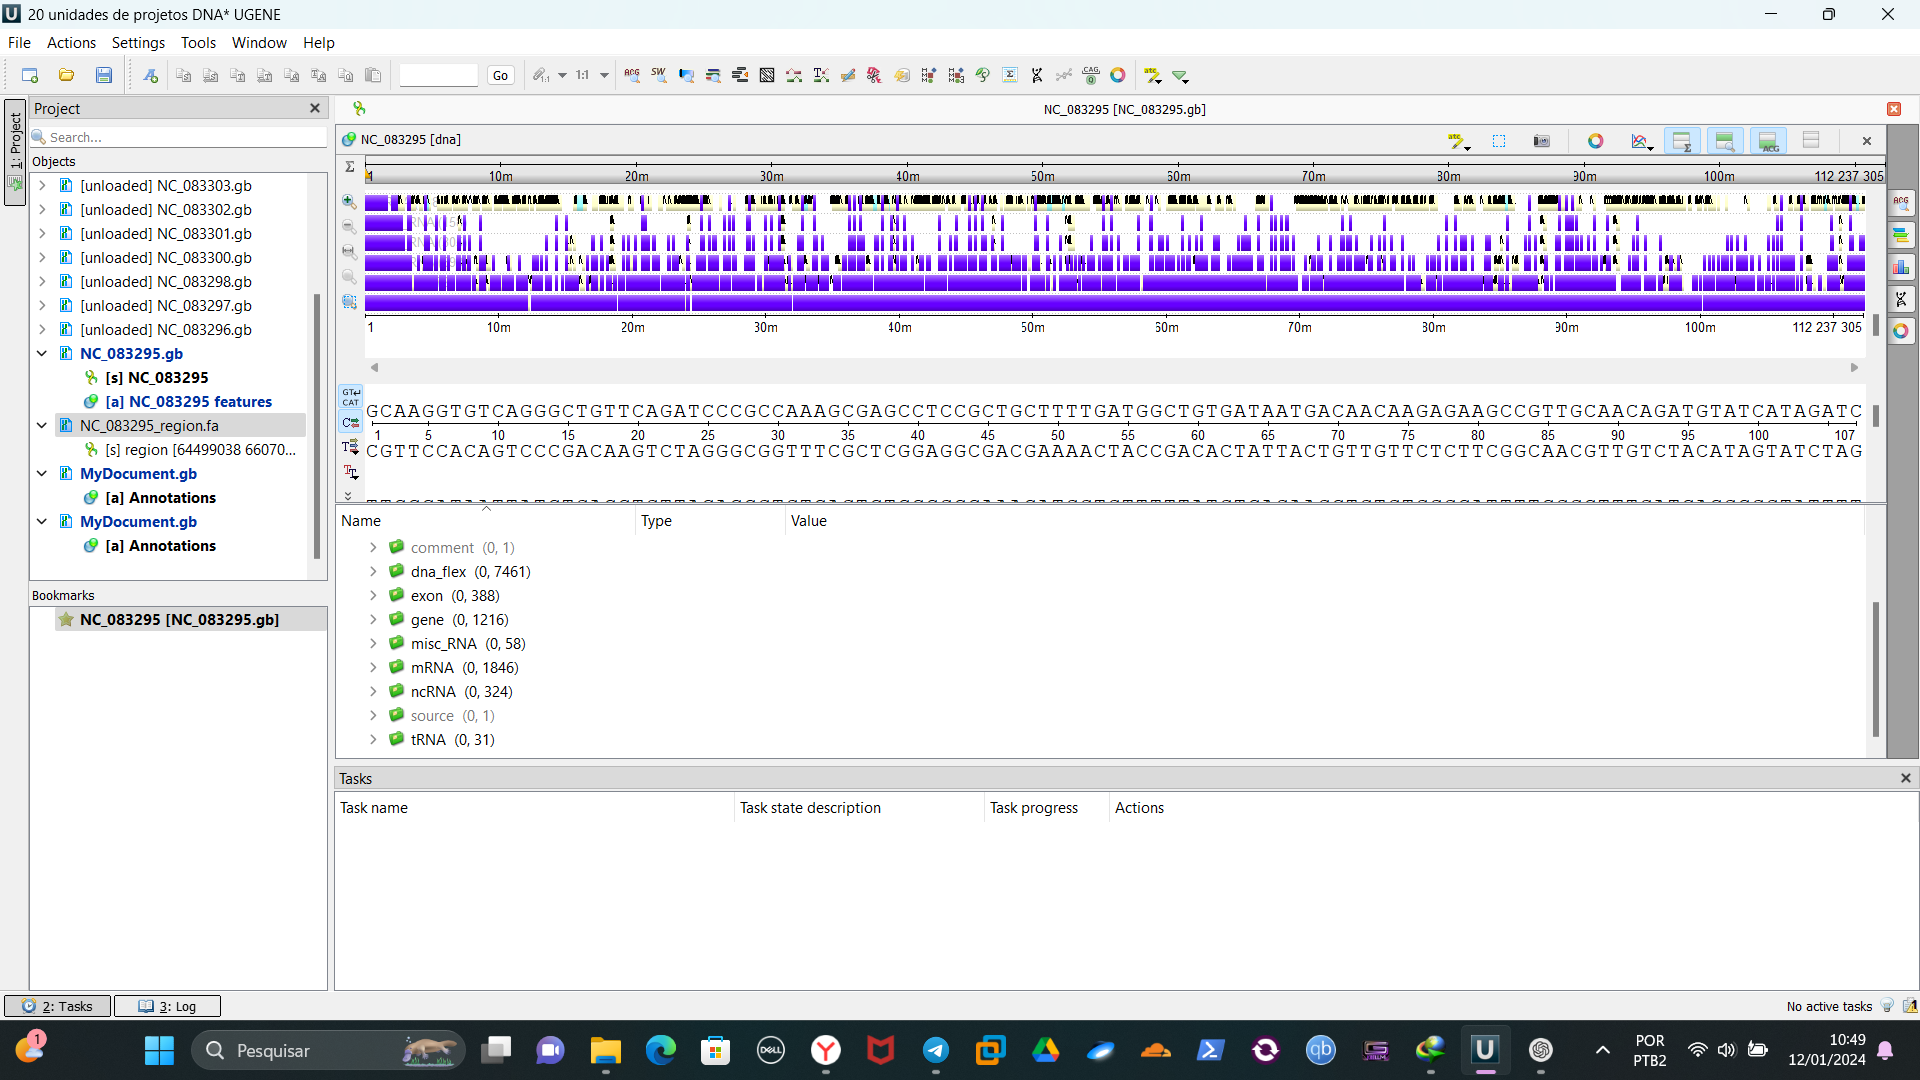 20 unidades de projetos DNA* UGENE
File Actions Settings Tools Window Help
Go
1:1
1: Project
Project
Search...
Objects
[unloaded] NC_083303.gb
[unloaded] NC_083302.gb
[unloaded] NC_083301.gb
[unloaded] NC_083300.gb
[unloaded] NC_083298.gb
[unloaded] NC_083297.gb
[unloaded] NC_083296.gb
NC_083295.gb
[s] NC_083295
[a] NC_083295 features
NC_083295_region.fa
[s] region [64499038 66070...
MyDocument.gb
[a] Annotations
MyDocument.gb
[a] Annotations
Bookmarks
NC_083295 [NC_083295.gb]
NC_083295 [NC_083295.gb]
NC_083295 [dna]
1 10m 20m 30m 40m 50m 60m 70m 80m 90m 100m 112 237 305
1 10m 20m 30m 40m 50m 60m 70m 80m 90m 100m 112 237 305
GCAAGGTGTCAGGGCTGTTCAGATCCCGCCAAAGCGAGCCTCCGCTGCTTTTGATGGCTGTGATAATGACAACAAGAGAAGCCGTTGCAACAGATGTATCATAGATC
1 5 10 15 20 25 30 35 40 45 50 55 60 65 70 75 80 85 90 95 100 107
CGTTCCACAGTCCCGACAAGTCTAGGGCGGTTTCGCTCGGAGGCGACGAAAACTACCGACACTATTACTGTTGTTCTCTTCGGCAACGTTGTCTACATAGTATCTAG
Name Type Value
comment (0, 1)
dna_flex (0, 7461)
exon (0, 388)
gene (0, 1216)
misc_RNA (0, 58)
mRNA (0, 1846)
ncRNA (0, 324)
source (0, 1)
tRNA (0, 31)
Tasks
Task name Task state description Task progress Actions
2: Tasks 3: Log
No active tasks
1
Pesquisar
DELL
qb
U
POR
PTB2
10:49
12/01/2024